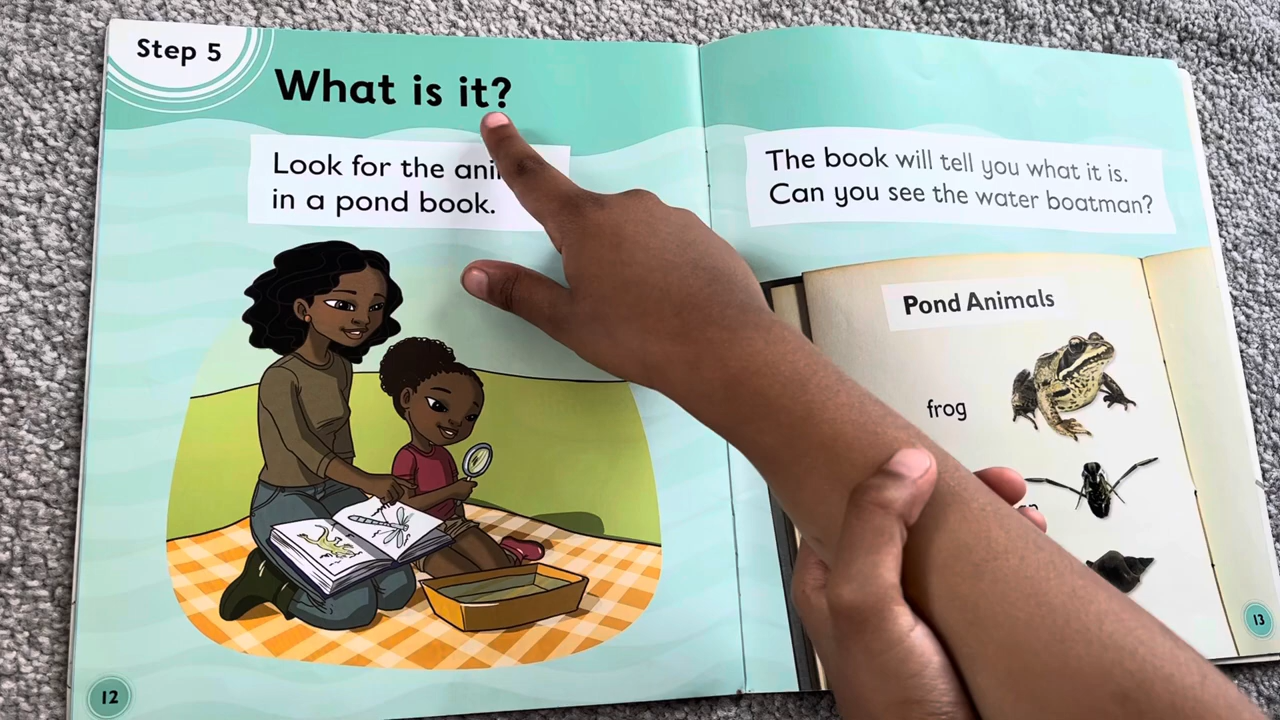 Step 5
What is it?
Look for the
in a pond book.
12
The book will tell you what it is.
Can you see the water boatman?
Pond Animals
frog
13